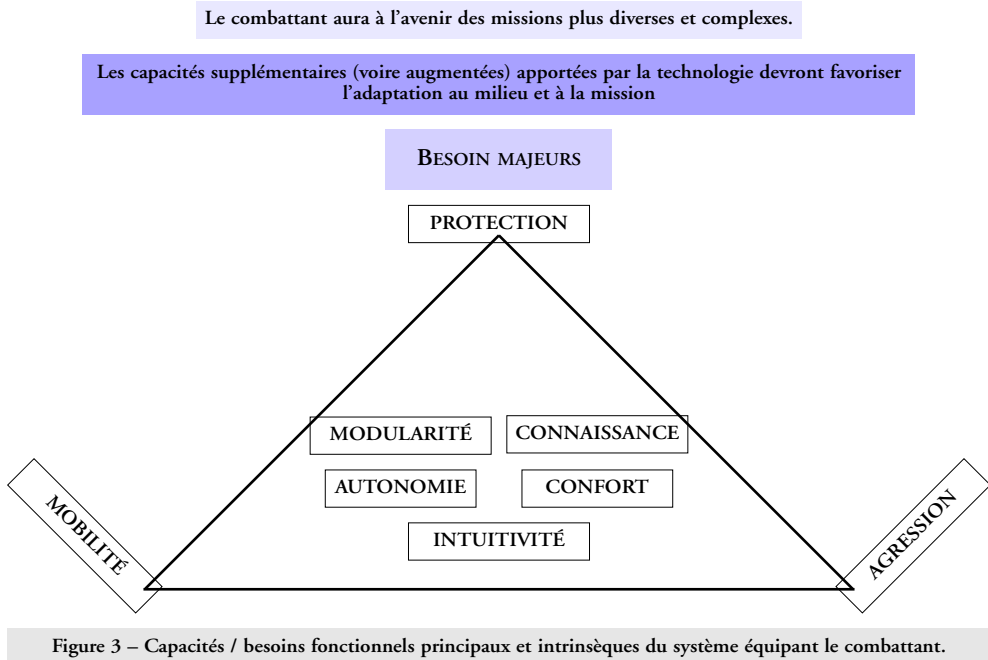 Le combattant aura à l'avenir des missions plus diverses et complexes.
Les capacités supplémentaires (voire augmentées) apportées par la technologie devront favoriser
l'adaptation au milieu et à la mission
BESOIN MAJEURS
PROTECTION
MODULARITÉ
CONNAISSANCE
AUTONOMIE
CONFORT
INTUITIVITÉ
MOBILITÉ
AGRESSION
Figure 3 – Capacités / besoins fonctionnels principaux et intrinsèques du système équipant le combattant.